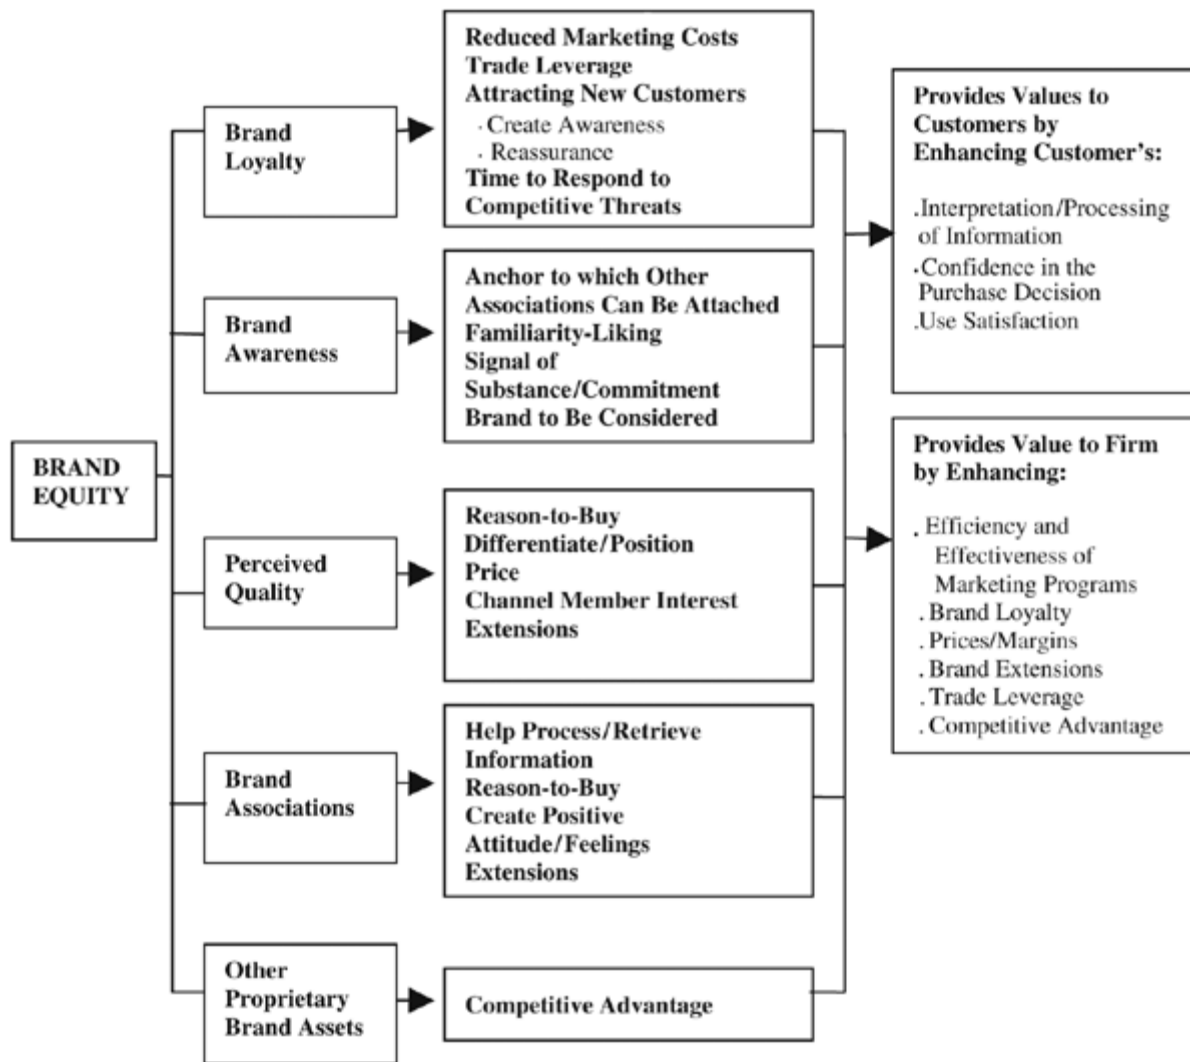 BRAND
EQUITY
Brand
Loyalty
Reduced Marketing Costs
Trade Leverage
Attracting New Customers
· Create Awareness
· Reassurance
Time to Respond to
Competitive Threats
Brand
Awareness
Anchor to which Other
Associations Can Be Attached
Familiarity-Liking
Signal of
Substance/Commitment
Brand to Be Considered
Perceived
Quality
Reason-to-Buy
Differentiate/Position
Price
Channel Member Interest
Extensions
Brand
Associations
Help Process/Retrieve
Information
Reason-to-Buy
Create Positive
Attitude/Feelings
Extensions
Other
Proprietary
Brand Assets
Competitive Advantage
Provides Values to
Customers by
Enhancing Customer's:
.Interpretation/Processing
of Information
·Confidence in the
Purchase Decision
.Use Satisfaction
Provides Value to Firm
by Enhancing:
. Efficiency and
Effectiveness of
Marketing Programs
. Brand Loyalty
. Prices/Margins
. Brand Extensions
. Trade Leverage
. Competitive Advantage